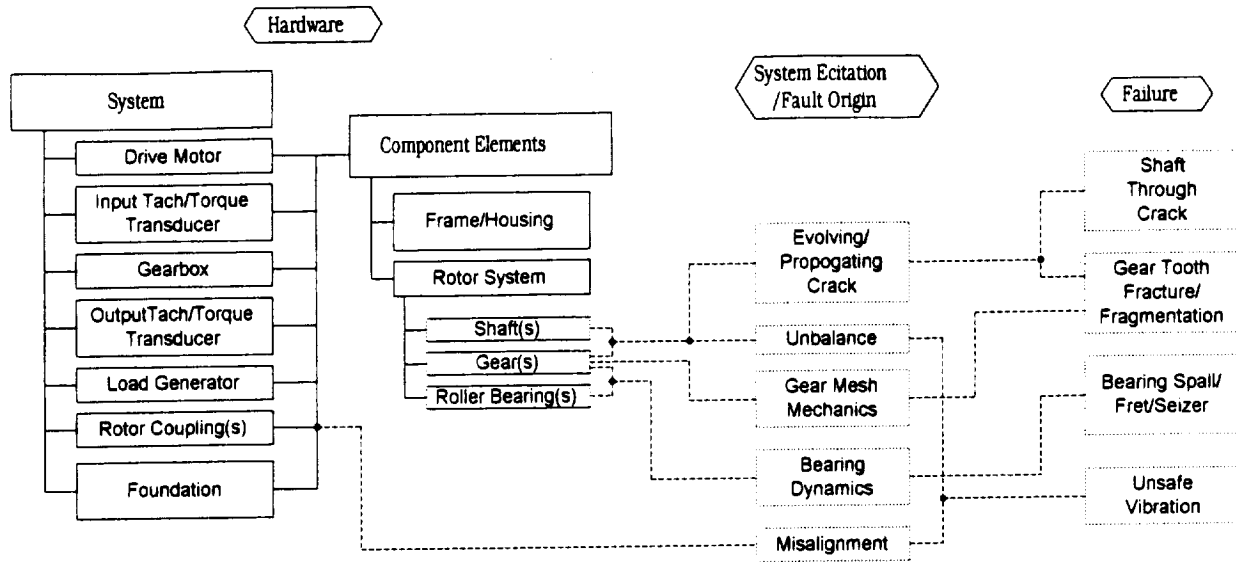 Hardware
System
Drive Motor
Input Tach/Torque
Transducer
Gearbox
OutputTach/Torque
Transducer
Load Generator
Rotor Coupling(s)
Foundation
Component Elements
Frame/Housing
Rotor System
Shaft(s)
Gear(s)
Roller Bearing(s)
System Ecitation
/Fault Origin
Evolving/
Propogating
Crack
Unbalance
Gear Mesh
Mechanics
Bearing
Dynamics
Misalignment
Failure
Shaft
Through
Crack
Gear Tooth
Fracture/
Fragmentation
Bearing Spall/
Fret/Seizer
Unsafe
Vibration